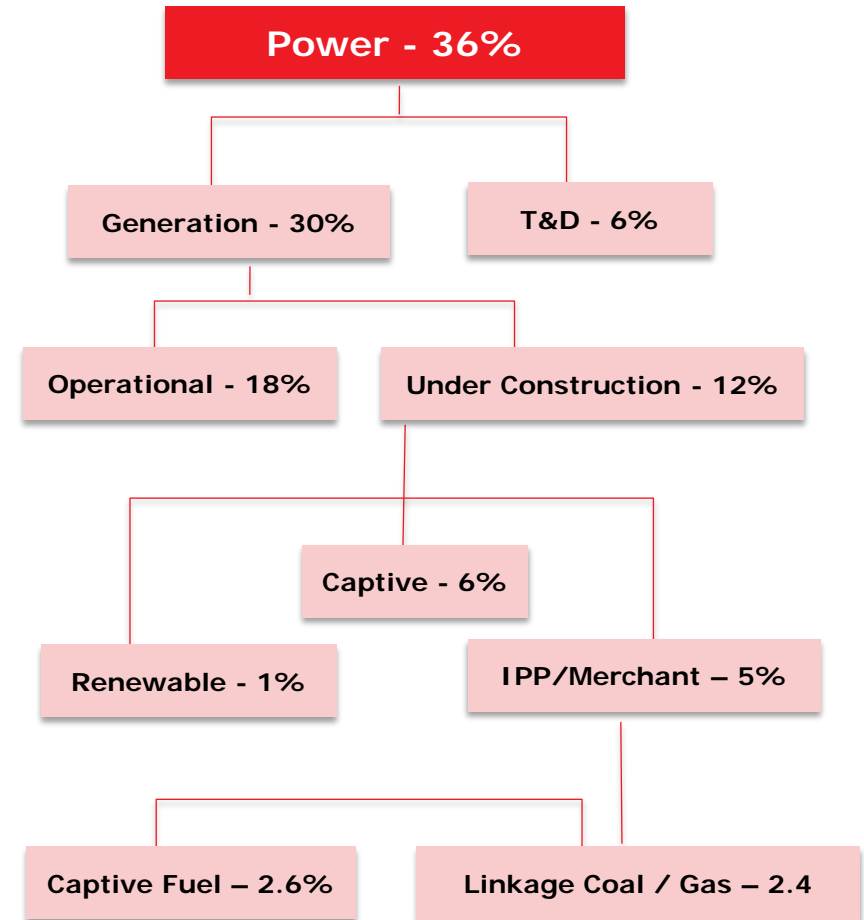 Power - 36%
Generation - 30%
T&D - 6%
Operational - 18%
Under Construction - 12%
Captive - 6%
Renewable - 1%
IPP/Merchant – 5%
Captive Fuel – 2.6%
Linkage Coal / Gas – 2.4